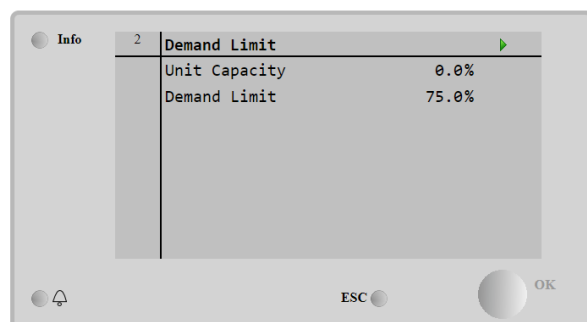 Info
2 Demand Limit
Unit Capacity 0.0%
Demand Limit 75.0%
ESC
OK